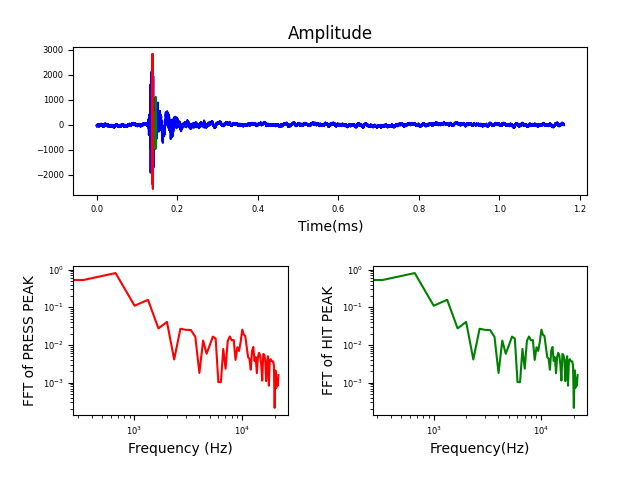 Amplitude
3000
2000
1000
0
−1000
−2000
0.0 0.2 0.4 0.6 0.8 1.0 1.2
Time(ms)
FFT of PRESS PEAK
10⁰
10⁻¹
10⁻²
10⁻³
10³ 10⁴
Frequency (Hz)
FFT of HIT PEAK
10⁰
10⁻¹
10⁻²
10⁻³
10³ 10⁴
Frequency(Hz)